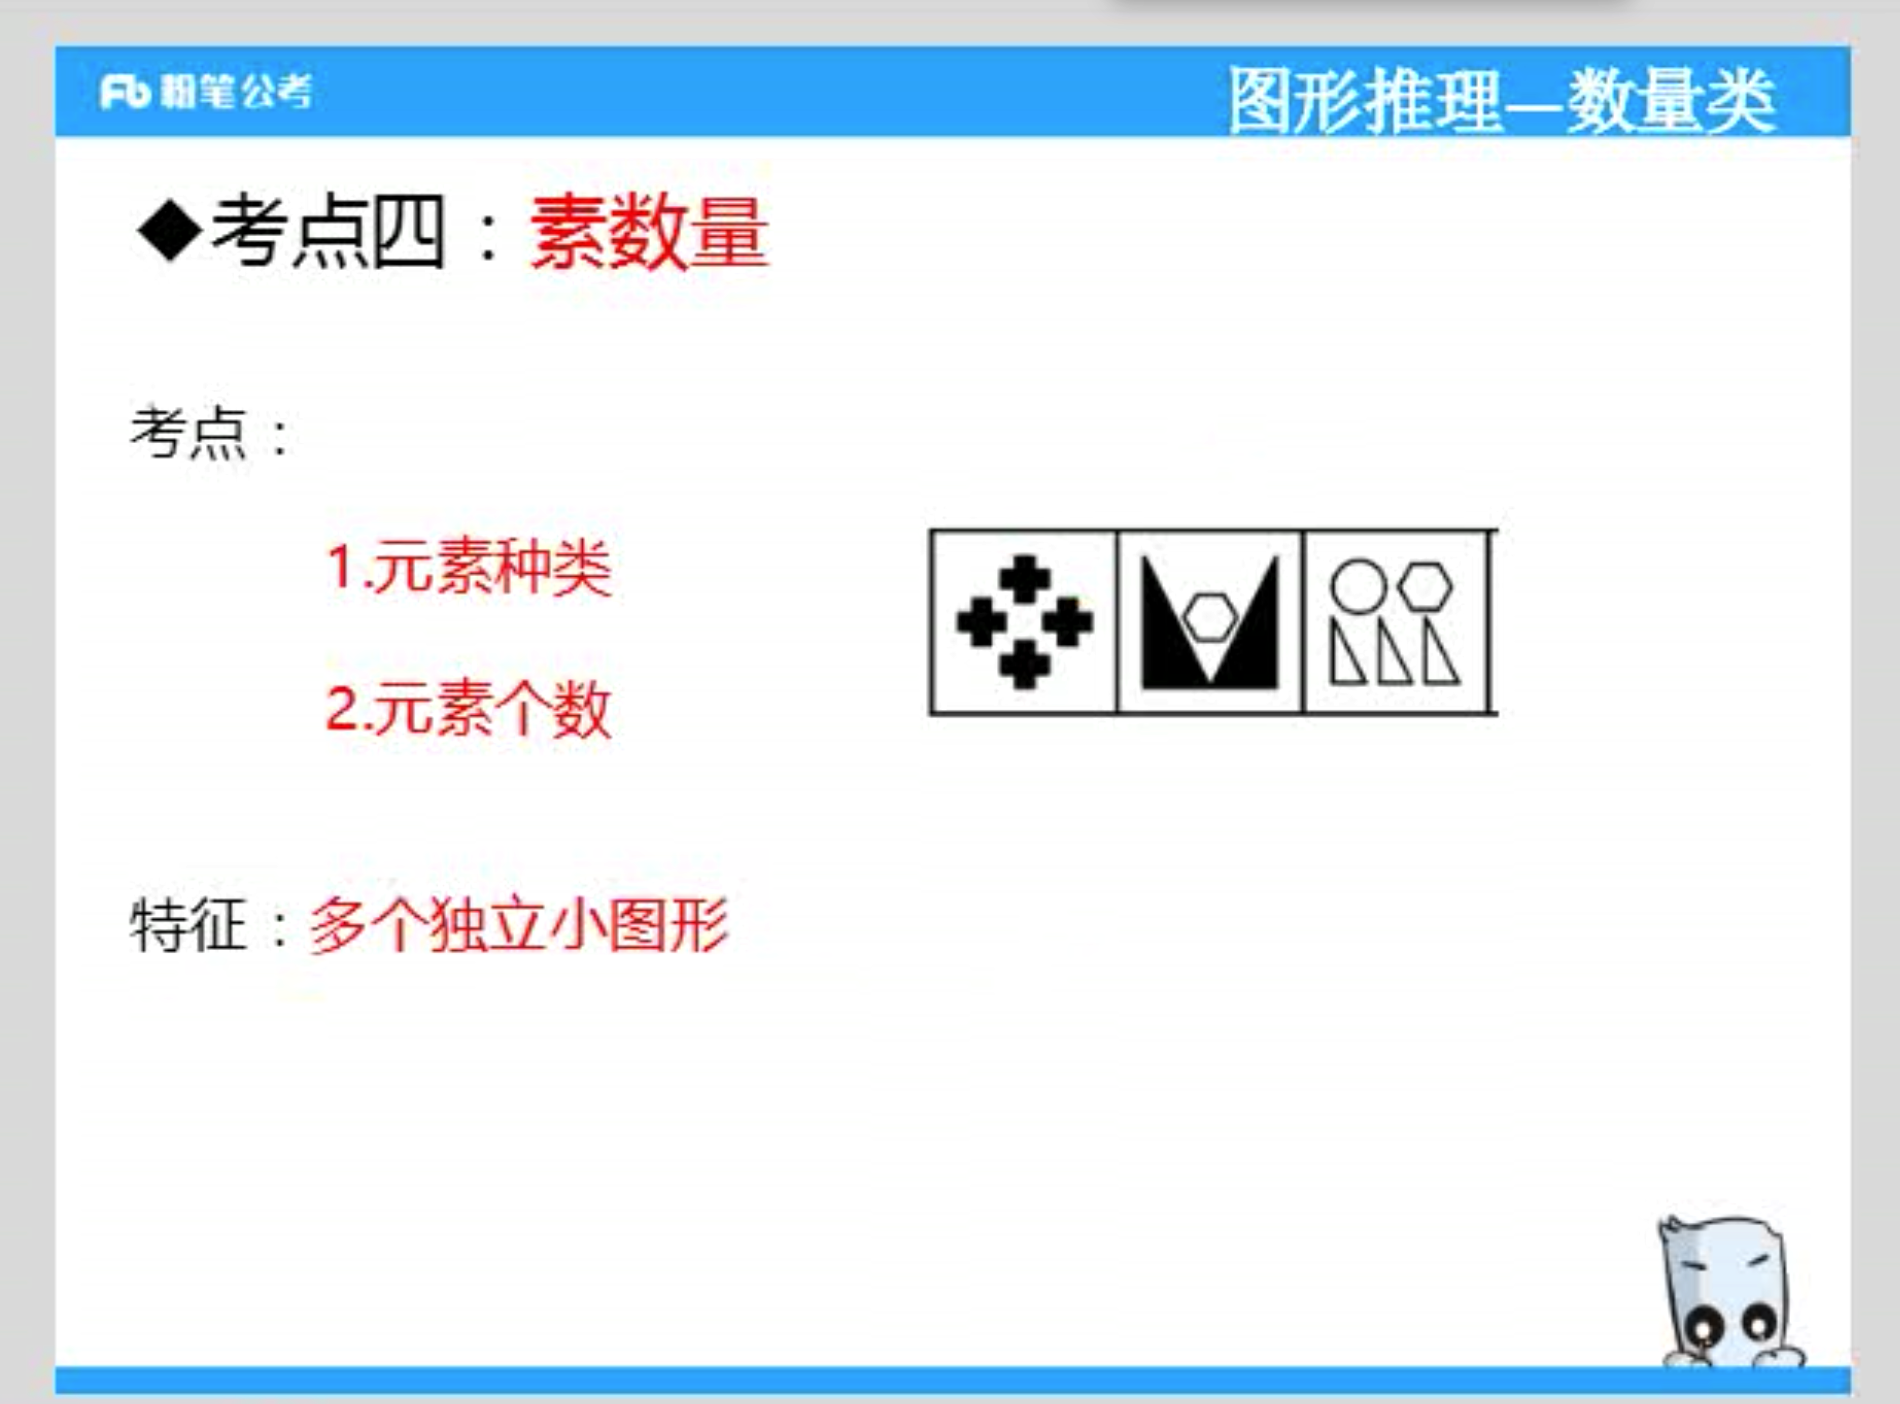 Fb 粉笔公考
图形推理—数量类
◆考点四：素数量
考点：
1.元素种类
2.元素个数
特征：多个独立小图形